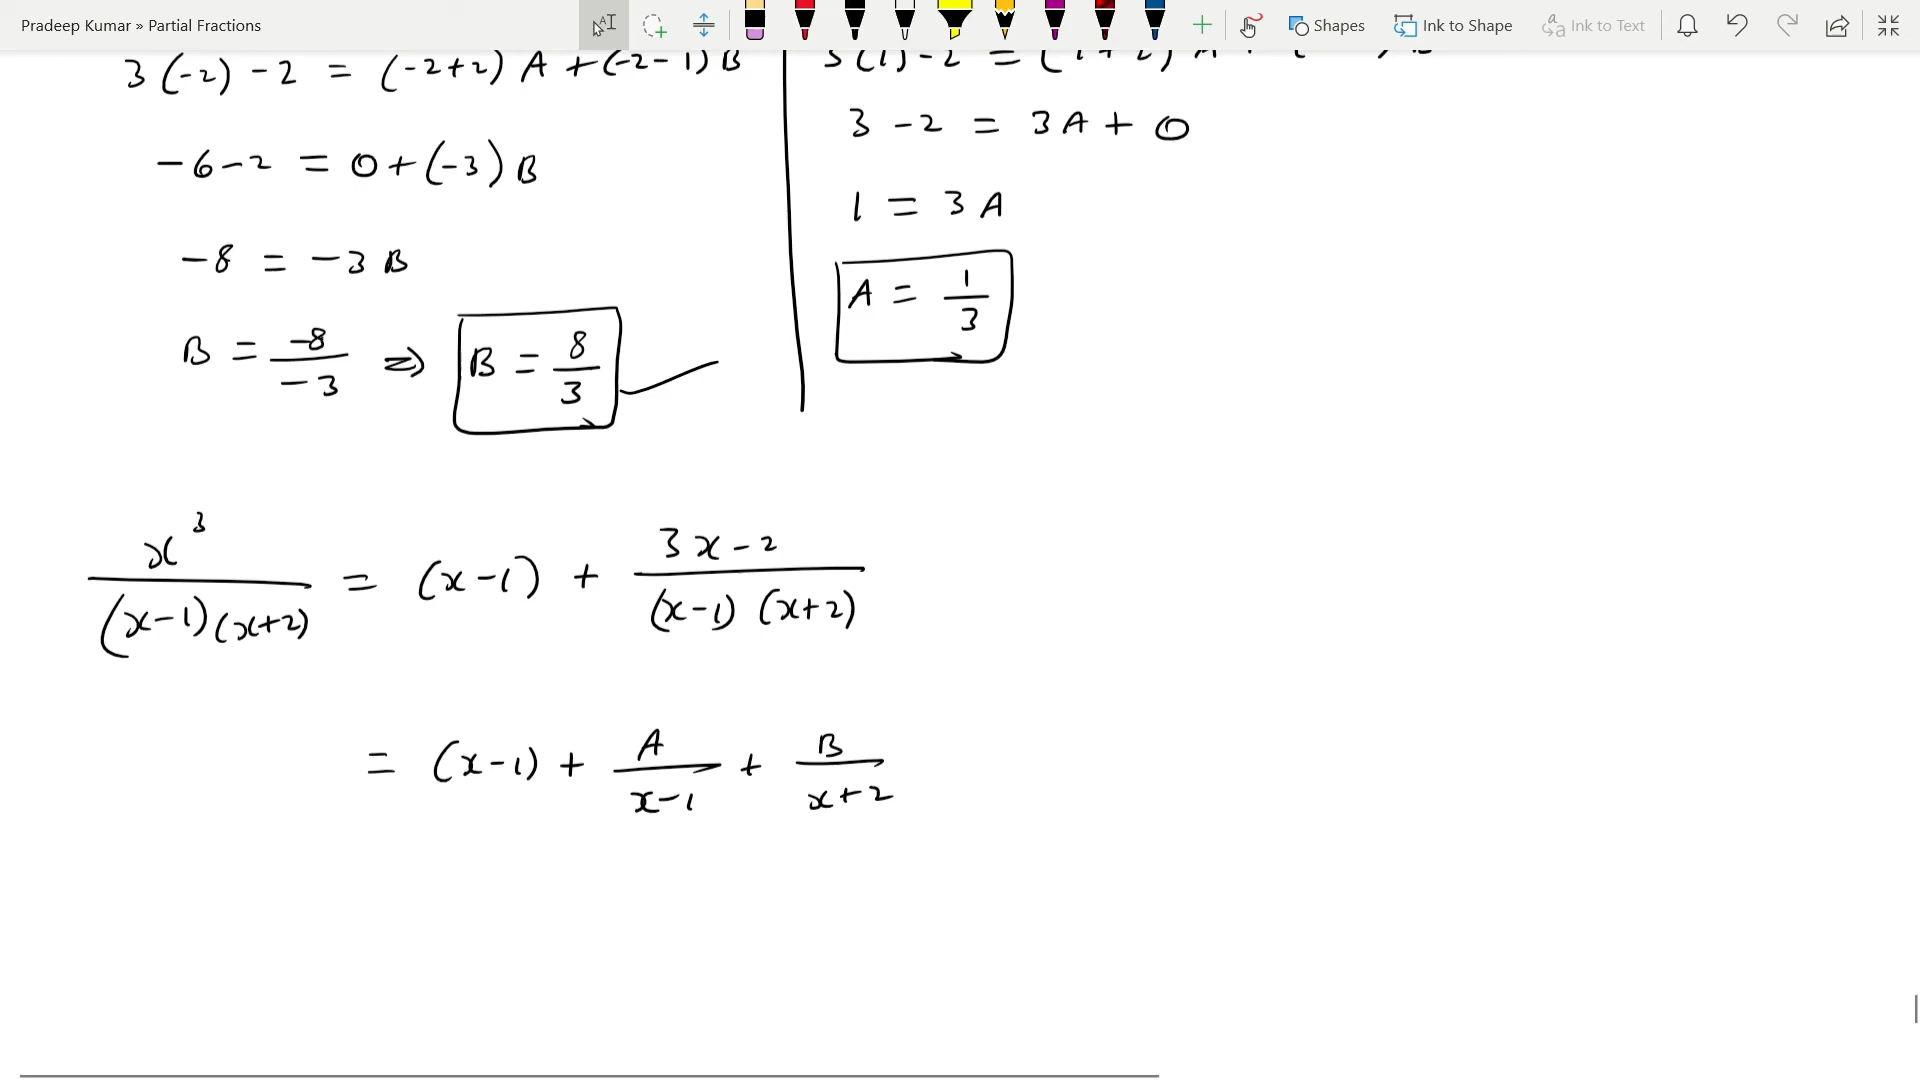 Pradeep Kumar » Partial Fractions
Shapes
Ink to Shape
Ink to Text
3(-2)-2 = (-2+2)A+(-2-1)B
-6-2 = 0+(-3)B
-8 = -3B
B = -8/-3 ⇒ B = 8/3
3-2 = 3A+0
1 = 3A
A = 1/3
x³/(x-1)(x+2) = (x-1) + 3x-2/(x-1)(x+2)
= (x-1) + A/x-1 + B/x+2